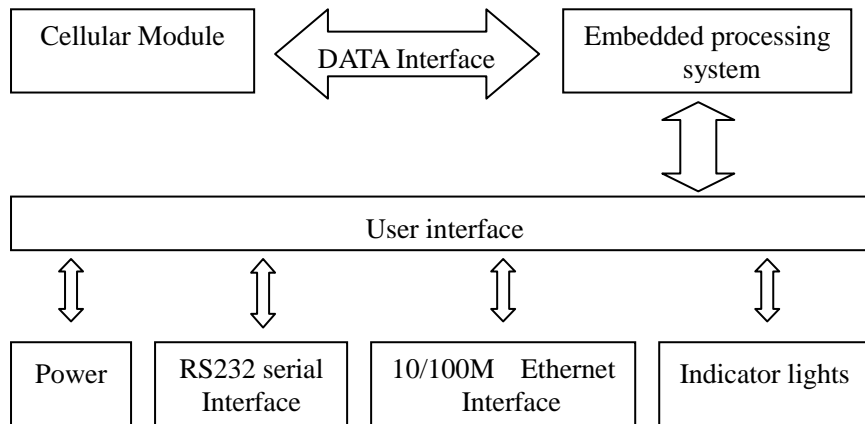 Cellular Module
DATA Interface
Embedded processing
system
User interface
Power
RS232 serial
Interface
10/100M Ethernet
Interface
Indicator lights